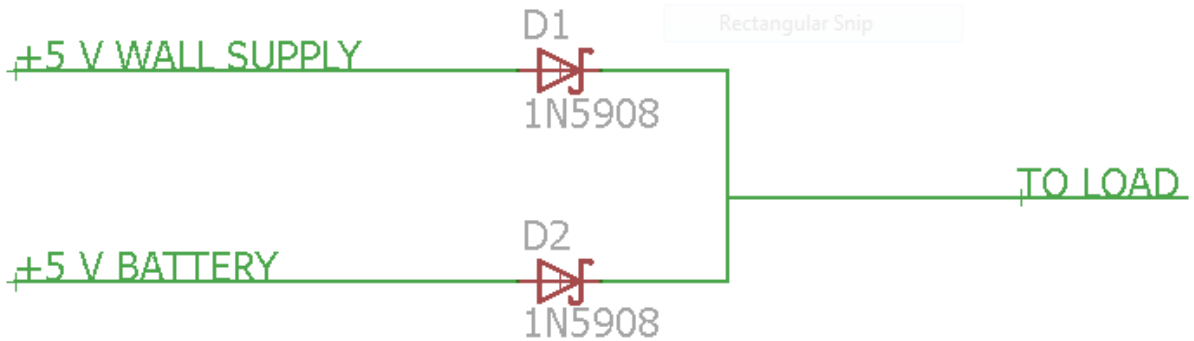 D1
Rectangular Snip
+5 V WALL SUPPLY
1N5908
TO LOAD
D2
+5 V BATTERY
1N5908